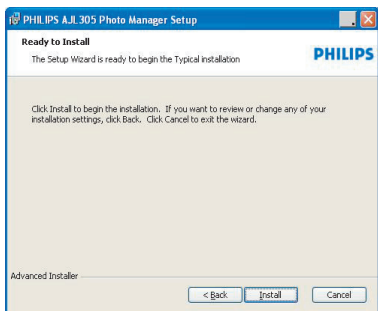 PHILIPS AJL305 Photo Manager Setup
Ready to Install
The Setup Wizard is ready to begin the Typical installation
PHILIPS
Click Install to begin the installation. If you want to review or change any of your
installation settings, click Back. Click Cancel to exit the wizard.
Advanced Installer
< Back
Install
Cancel